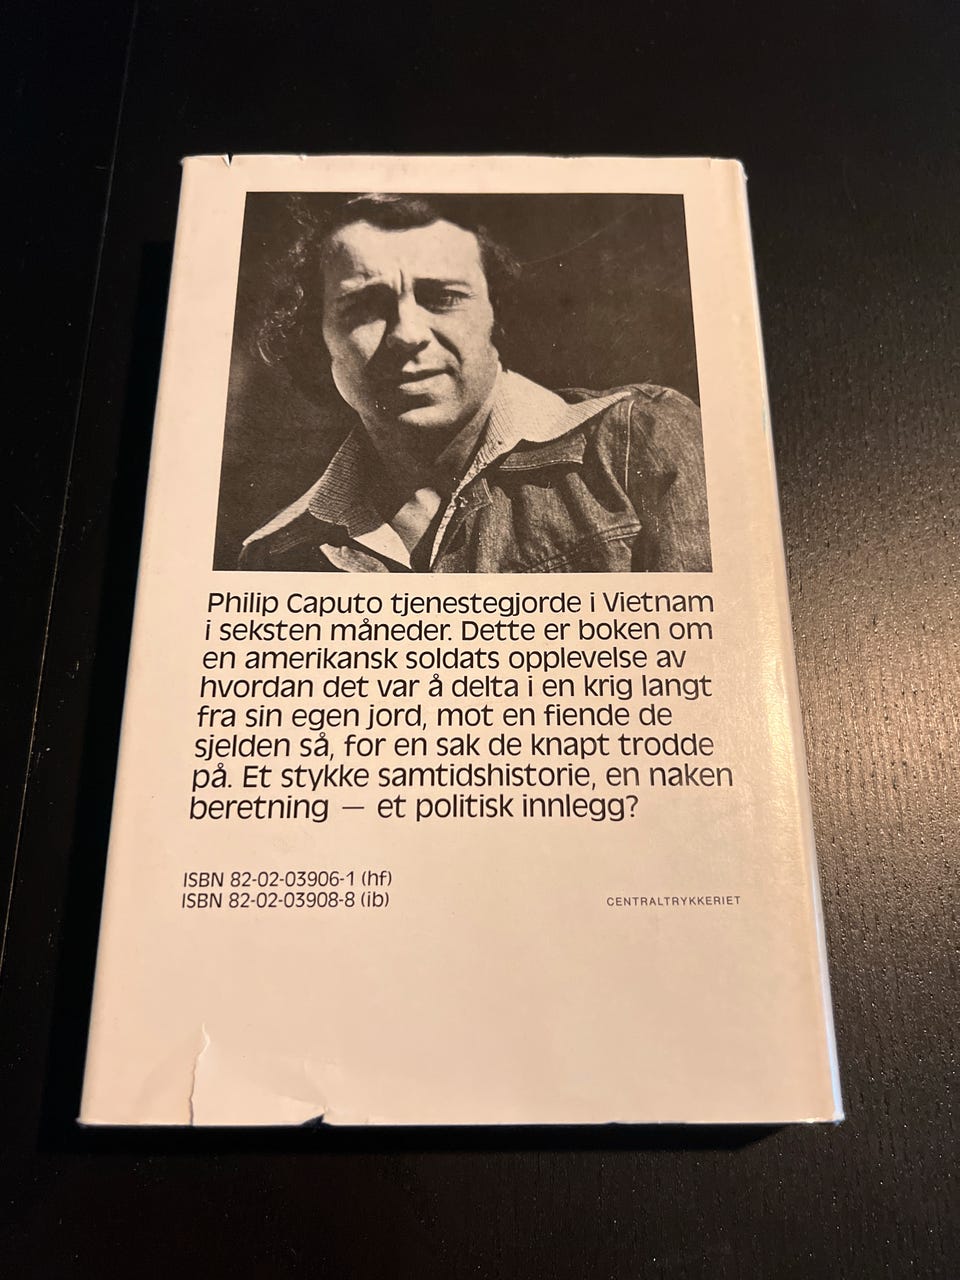 Philip Caputo tjenestegjorde i Vietnam
i seksten måneder. Dette er boken om
en amerikansk soldats opplevelse av
hvordan det var å delta i en krig langt
fra sin egen jord, mot en fiende de
sjelden så, for en sak de knapt trodde
på. Et stykke samtidshistorie, en naken
beretning — et politisk innlegg?
ISBN 82-02-03906-1 (hf)
ISBN 82-02-03908-8 (ib)
CENTRALTRYKKERIET